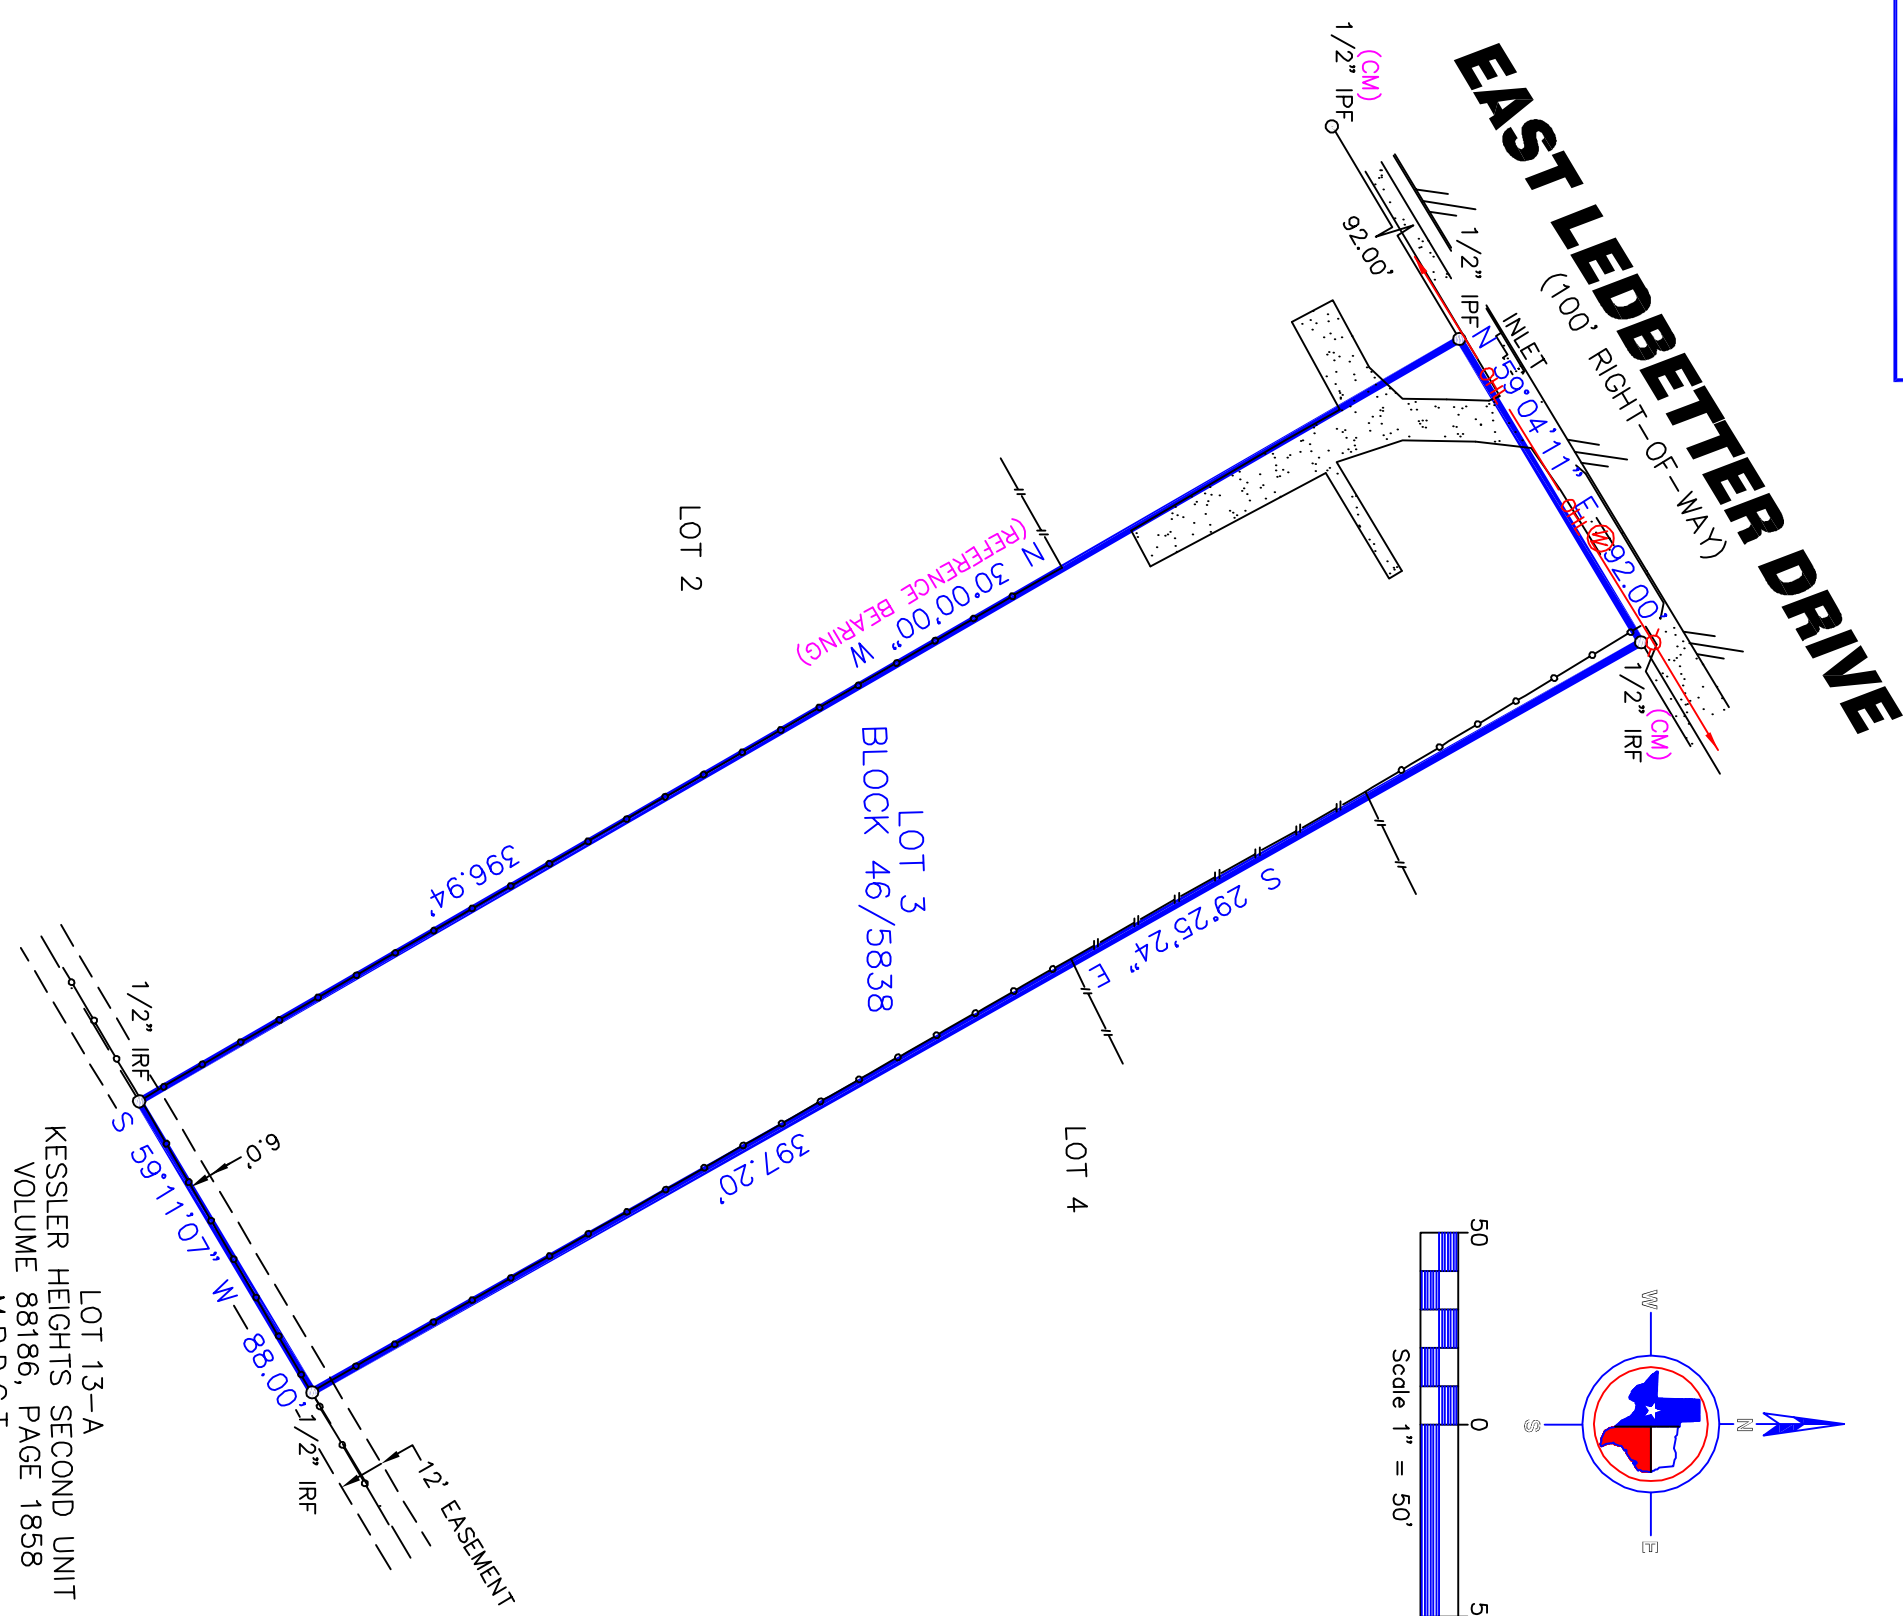 EAST LEDBETTER DRIVE
(100' RIGHT-OF-WAY)
(CM)
1/2" IPF
92.00'
1/2" IPF
INLET
N 59°04'11" E 92.00'
OHU
OHU
W
(CM)
1/2" IRF
LOT 2
N 30°00'00" W
(REFERENCE BEARING)
396.94'
LOT 3
BLOCK 46/5838
S 29°25'24" E
397.20'
LOT 4
1/2" IRF
6.0'
S 59°11'07" W 88.00'
1/2" IRF
12' EASEMENT
LOT 13-A
KESSLER HEIGHTS SECOND UNIT
VOLUME 88186, PAGE 1858
N
W
E
S
50
0
5
Scale 1" = 50'